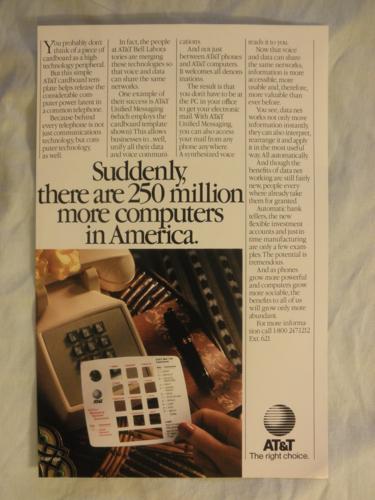 You probably don't
think of a piece of
cardboard as a high
technology peripheral.
But this simple
AT&T cardboard tem-
plate helps release the
considerable com-
puter power latent in
a common telephone.
Because behind
every telephone is not
just communications
technology, but com-
puter technology,
as well.
In fact, the people
at AT&T Bell Labora-
tories are merging
these technologies so
that voice and data
can share the same
networks.
One example of
their success is AT&T
Unified Messaging
(which employs the
cardboard template
shown). This allows
businesses to
unify all their data
and voice communi-
cations.
And not just
between AT&T phones
and AT&T computers.
It welcomes all denom-
inations.
The result is that
you don't have to be at
the PC in your office
to get your electronic
mail. With AT&T
Unified Messaging,
you can also access
your mail from any
phone anywhere.
A synthesized voice
reads it to you.
Now that voice
and data can share
the same networks,
information is more
accessible, more
usable and, therefore,
more valuable than
ever before.
You see, data net
works not only move
information instantly,
they can also interpret,
rearrange it and apply
it in the most useful
way. All automatically.
And though the
benefits of data net
working are still fairly
new, people every
where already take
them for granted.
Automatic bank
tellers, the new
flexible investment
accounts and just in
time manufacturing
are only a few exam-
ples. The potential is
tremendous.
And as phones
grow more powerful
and computers grow
more sociable, the
benefits to all of us
will grow only more
abundant.
For more informa
tion call 1 800 247-1212
Ext. 621
Suddenly,
there are 250 million
more computers
in America.
AT&T
AT&T
The right choice.